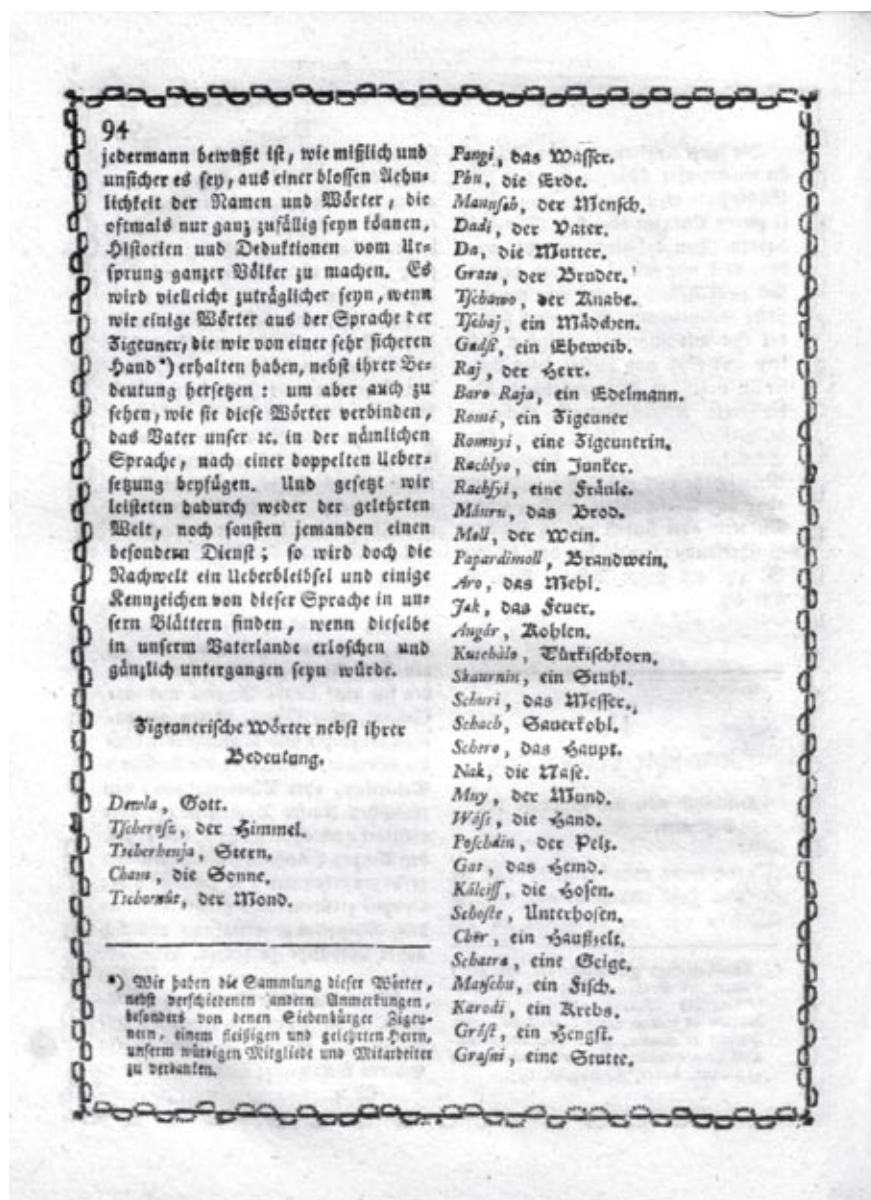 94
jedermann bewußt ist, wie mißlich und
unsicher es sey, aus einer blossen Aehn-
lichkeit der Namen und Wörter, die
oftmals nur ganz zufällig seyn können,
Historien und Deduktionen vom Ur-
sprung ganzer Völker zu machen. Es
wird vielleicht zuträglicher seyn, wenn
wir einige Wörter aus der Sprache der
Zigeuner, die wir von einer sehr sicheren
Hand*) erhalten haben, nebst ihrer Be-
deutung hersetzen: um aber auch zu
sehen, wie sie diese Wörter verbinden,
das Vater unser ꝛc. in der nämlichen
Sprache, nach einer doppelten Ueber-
setzung beyfügen. Und gesetzt wir
leisteten dadurch weder der gelehrten
Welt, noch sonsten jemanden einen
besondern Dienst; so wird doch die
Nachwelt ein Ueberbleibsel und einige
Kennzeichen von dieser Sprache in un-
sern Blättern finden, wenn dieselbe
in unserm Vaterlande erloschen und
gänzlich untergangen seyn würde.
Zigeunerische Wörter nebst ihrer
Bedeutung.
Dewla, Gott.
Tscherosz, der Himmel.
Tscherhenja, Stern.
Cham, die Sonne.
Tschomút, der Mond.
*) Wir haben die Sammlung dieser Wörter,
nebst verschiedenen andern Anmerkungen,
besonders von denen Siebenbürger Zigeu-
nern, einem fleißigen und gelehrten Herrn,
unserm würdigen Mitgliede und Mitarbeiter
zu verdanken.
Pangi, das Wasser.
Phu, die Erde.
Manusch, der Mensch.
Dadi, der Vater.
Da, die Mutter.
der Bruder.
Tschawo, der Knabe.
Tschaj, ein Mädchen.
Gadsi, ein Eheweib.
Raj, der Herr.
Baro Raja, ein Edelmann.
Romé, ein Zigeuner
Romnyi, eine Zigeunerin.
Rachlyo, ein Junker.
Rachlyi, eine Fräule.
Máuru, das Brod.
Moll, der Wein.
Papardimoll, Brandwein.
Aro, das Mehl.
Jak, das Feuer.
Angár, Kohlen.
Kuschàlo, Türkischkorn.
Skaurnin, ein Stuhl.
Schuri, das Messer.
Schach, Sauerkohl.
Schero, das Haupt.
Nak, die Nase.
Muy, der Mund.
die Hand.
Poschdin, der Pelz.
Gat, das Hemd.
die Hosen.
Schoste, Unterhosen.
Chér, ein
Schatra, eine Geige.
Matschu, ein Fisch.
Karodi, ein Krebs.
Grást, ein Hengst.
Grasni, eine Stutte.